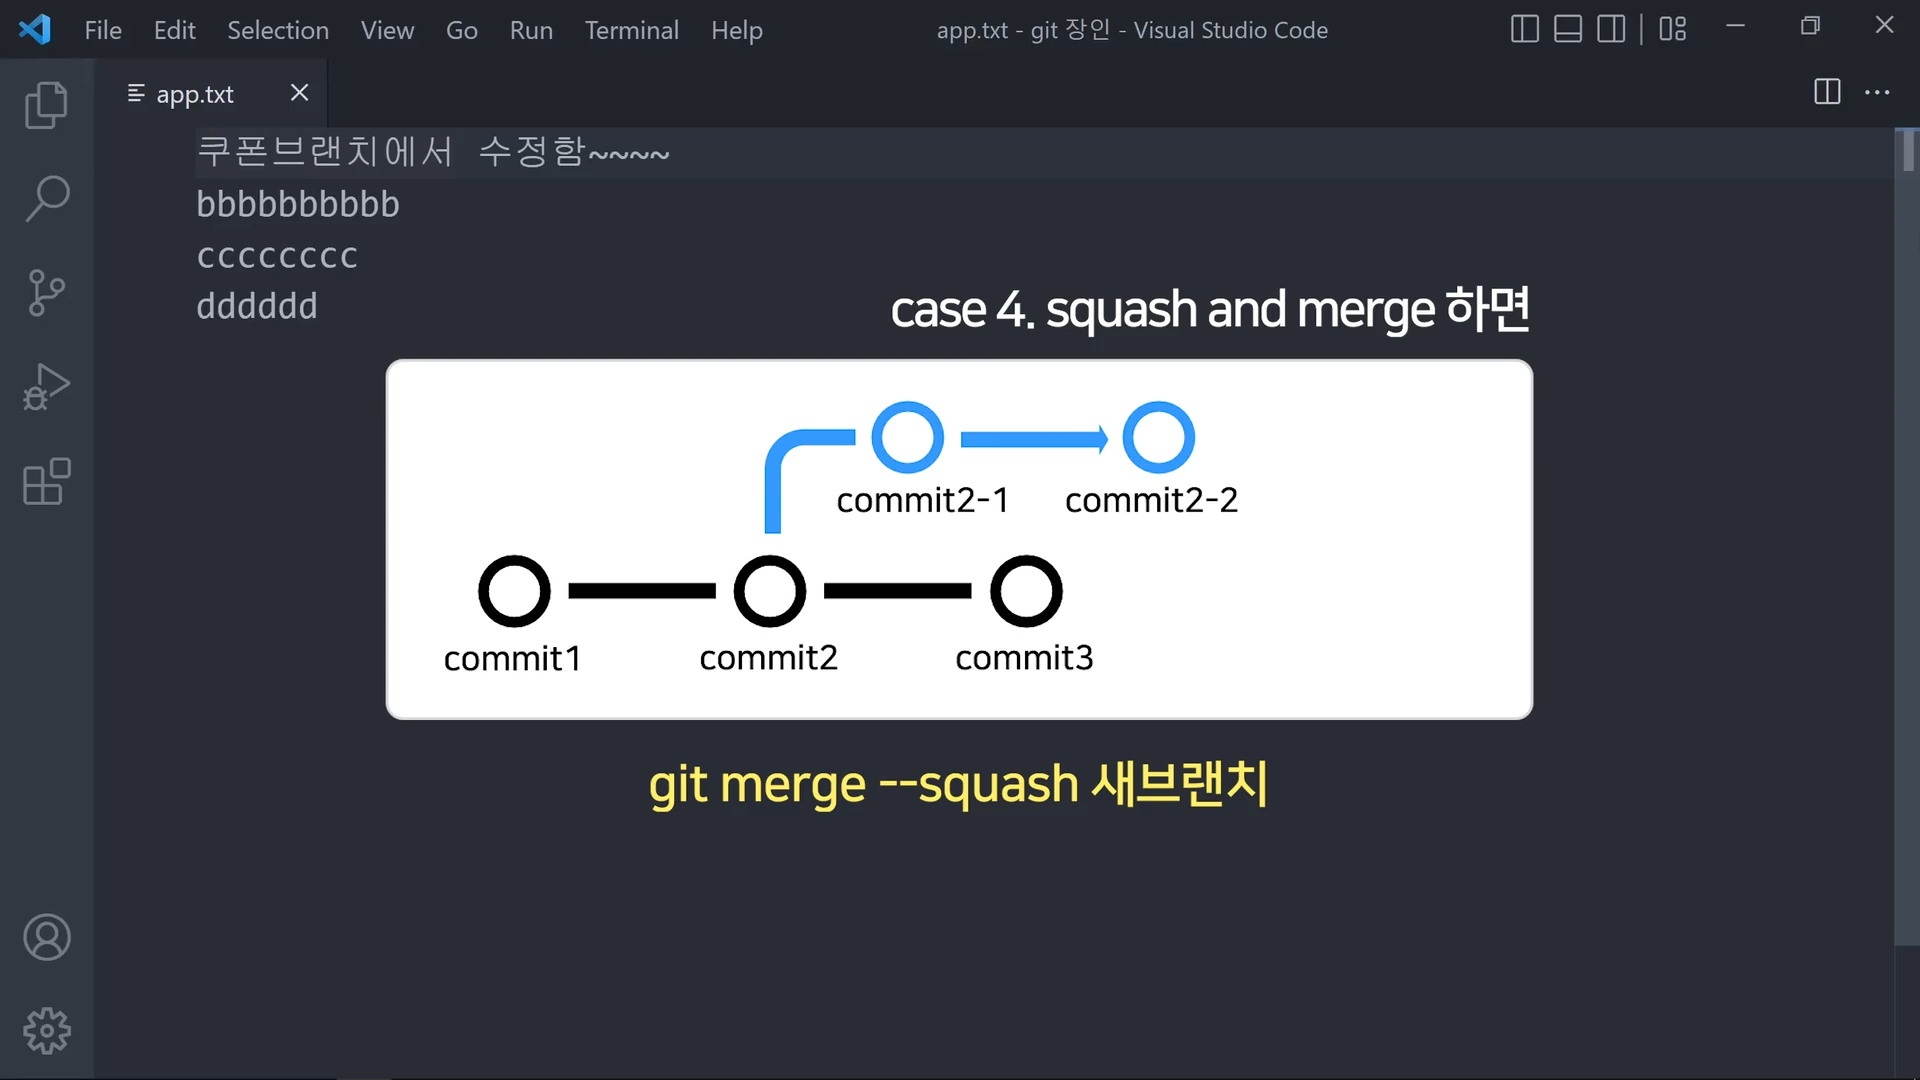 File Edit Selection View Go Run Terminal Help
app.txt - git 장인 - Visual Studio Code
app.txt
쿠폰브랜치에서 수정함~~~~
bbbbbbbbbb
cccccccc
dddddd
case 4. squash and merge 하면
commit2-1 commit2-2
commit1 commit2 commit3
git merge --squash 새브랜치